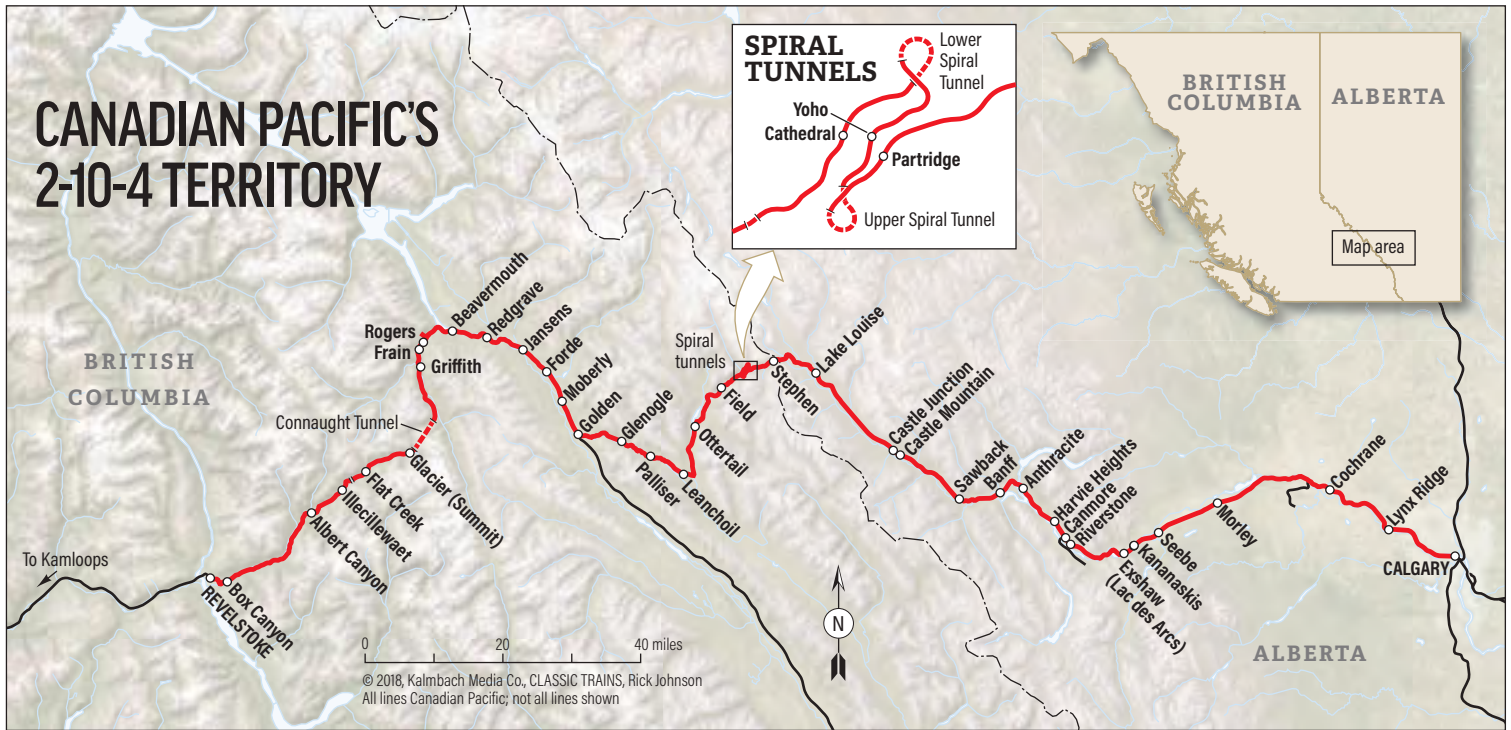 CANADIAN PACIFIC'S
2-10-4 TERRITORY
SPIRAL
TUNNELS
Lower
Spiral
Tunnel
Yoho
Cathedral
Partridge
Upper Spiral Tunnel
BRITISH
COLUMBIA
ALBERTA
Map area
BRITISH
COLUMBIA
To Kamloops
REVELSTOKE
Box Canyon
Albert Canyon
Illecillewaet
Flat Creek
Glacier (Summit)
Connaught Tunnel
Griffith
Frain
Rogers
Beavermouth
Redgrave
Jansens
Forde
Moberly
Golden
Glenogle
Palliser
Leanchoil
Ottertail
Field
Spiral
tunnels
Stephen
Lake Louise
Castle Junction
Castle Mountain
Sawback
Banff
Anthracite
Harvie Heights
Canmore
Riverstone
Exshaw
(Lac des Arcs)
Kananaskis
Seebe
Morley
Cochrane
Lynx Ridge
CALGARY
ALBERTA
N
0 20 40 miles
© 2018, Kalmbach Media Co., CLASSIC TRAINS, Rick Johnson
All lines Canadian Pacific; not all lines shown